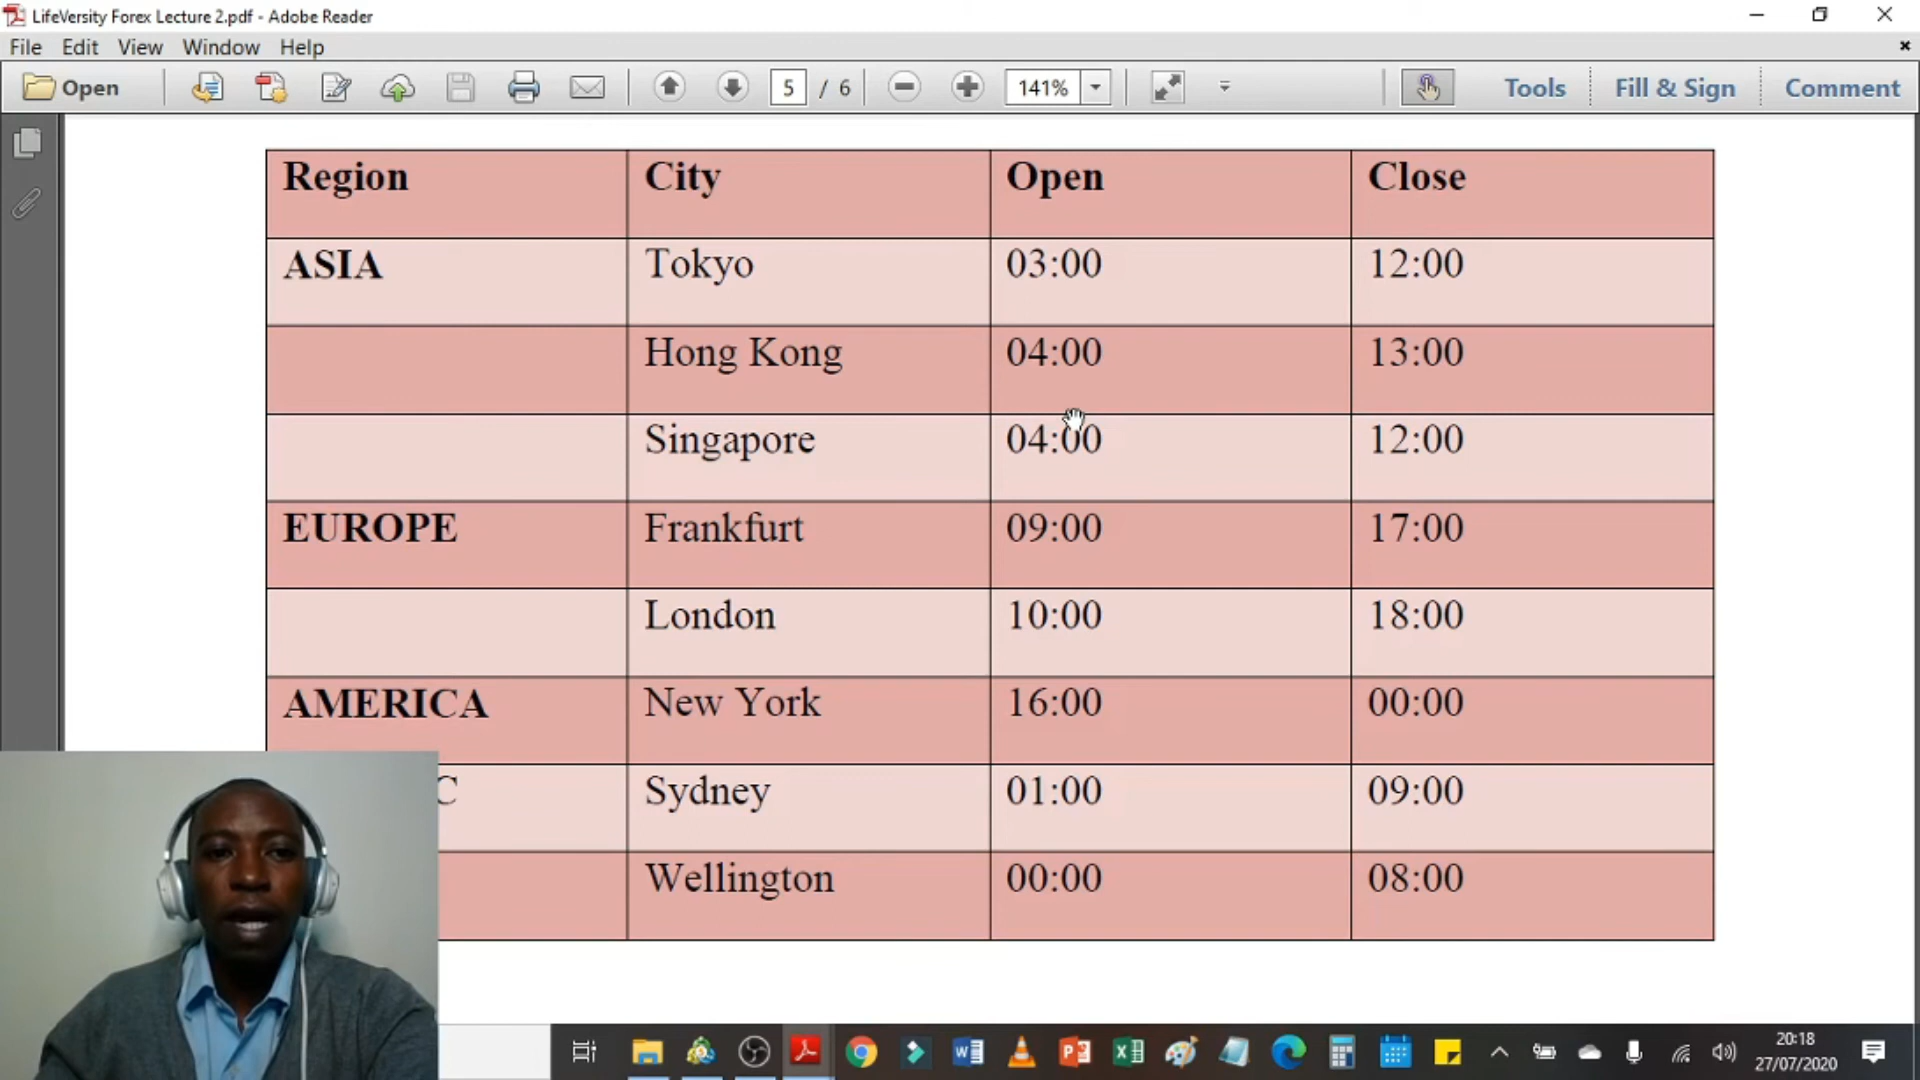 LifeVersity Forex Lecture 2.pdf - Adobe Reader
File Edit View Window Help
Open 5 / 6 141% Tools Fill & Sign Comment
Region City Open Close
ASIA Tokyo 03:00 12:00
Hong Kong 04:00 13:00
Singapore 04:00 12:00
EUROPE Frankfurt 09:00 17:00
London 10:00 18:00
AMERICA New York 16:00 00:00
C Sydney 01:00 09:00
Wellington 00:00 08:00
20:18
27/07/2020